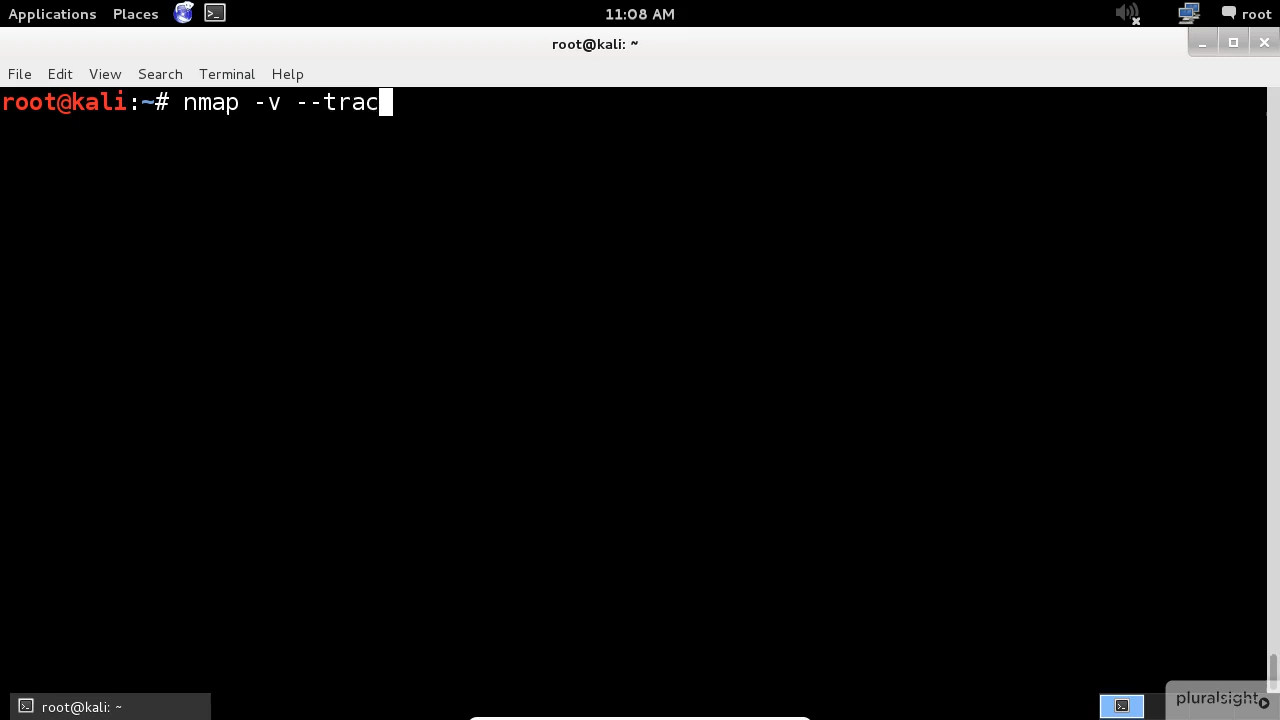 Applications Places 11:08 AM root
root@kali: ~
File Edit View Search Terminal Help
root@kali:~# nmap -v --trac
root@kali: ~
pluralsight